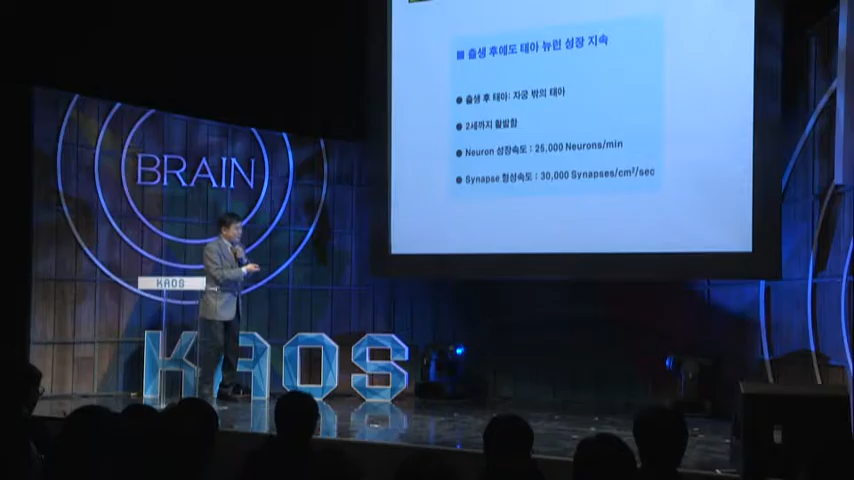 ■ 출생 후에도 태아 뉴런 성장 지속
● 출생 후 태아: 자궁 밖의 태아
● 2세까지 활발함
● Neuron 성장속도 : 25,000 Neurons/min
● Synapse 형성속도 : 30,000 Synapses/cm²/sec
BRAIN
KAOS
KAOS